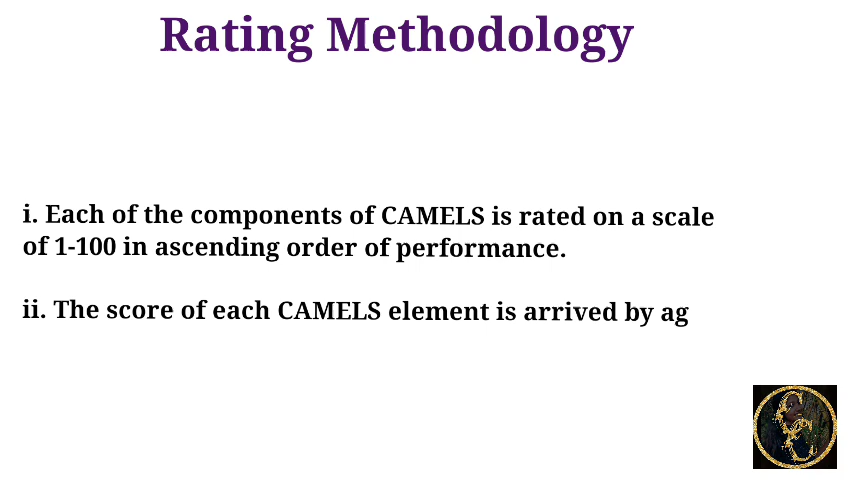 Rating Methodology
i. Each of the components of CAMELS is rated on a scale
of 1-100 in ascending order of performance.
ii. The score of each CAMELS element is arrived by ag